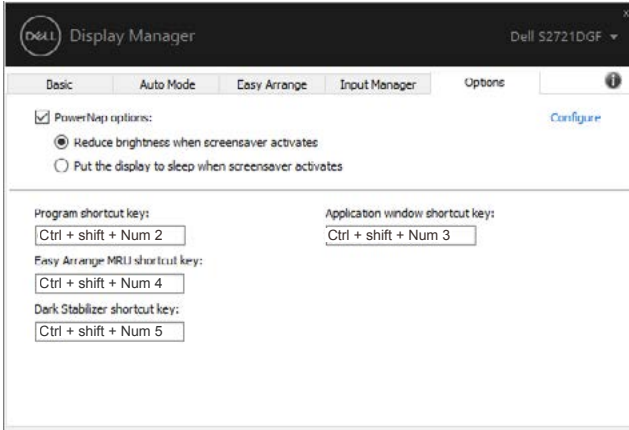 x
DELL Display Manager
Dell S2721DGF
Basic Auto Mode Easy Arrange Input Manager Options
PowerNap options: Configure
Reduce brightness when screensaver activates
Put the display to sleep when screensaver activates
Program shortcut key: Application window shortcut key:
Ctrl + shift + Num 2 Ctrl + shift + Num 3
Easy Arrange MRU shortcut key:
Ctrl + shift + Num 4
Dark Stabilizer shortcut key:
Ctrl + shift + Num 5